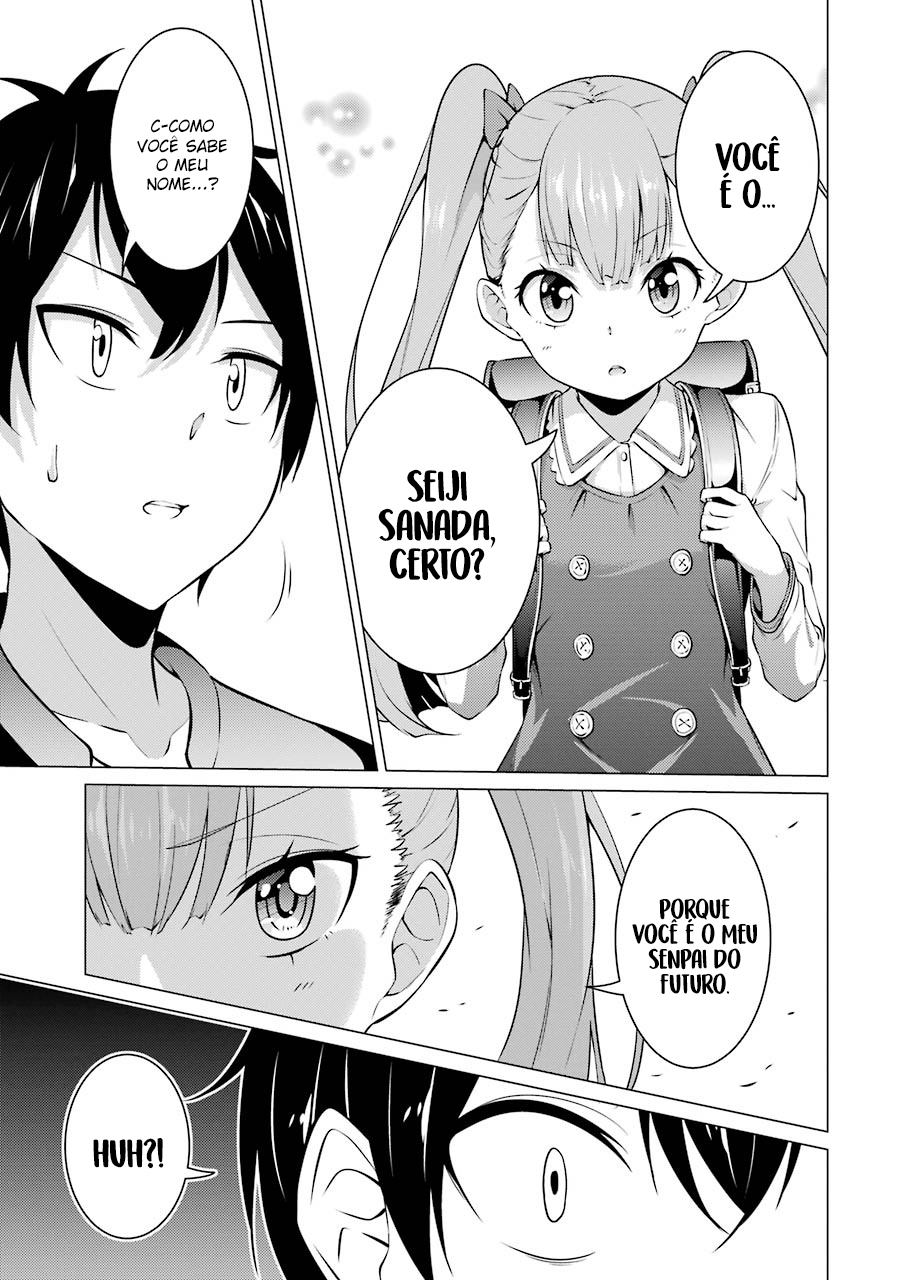 VOCÊ
É O...
SEIJI
SANADA,
CERTO?
C-COMO
VOCÊ SABE
O MEU
NOME...?
PORQUE
VOCÊ É O MEU
SENPAI DO
FUTURO.
HUH?!